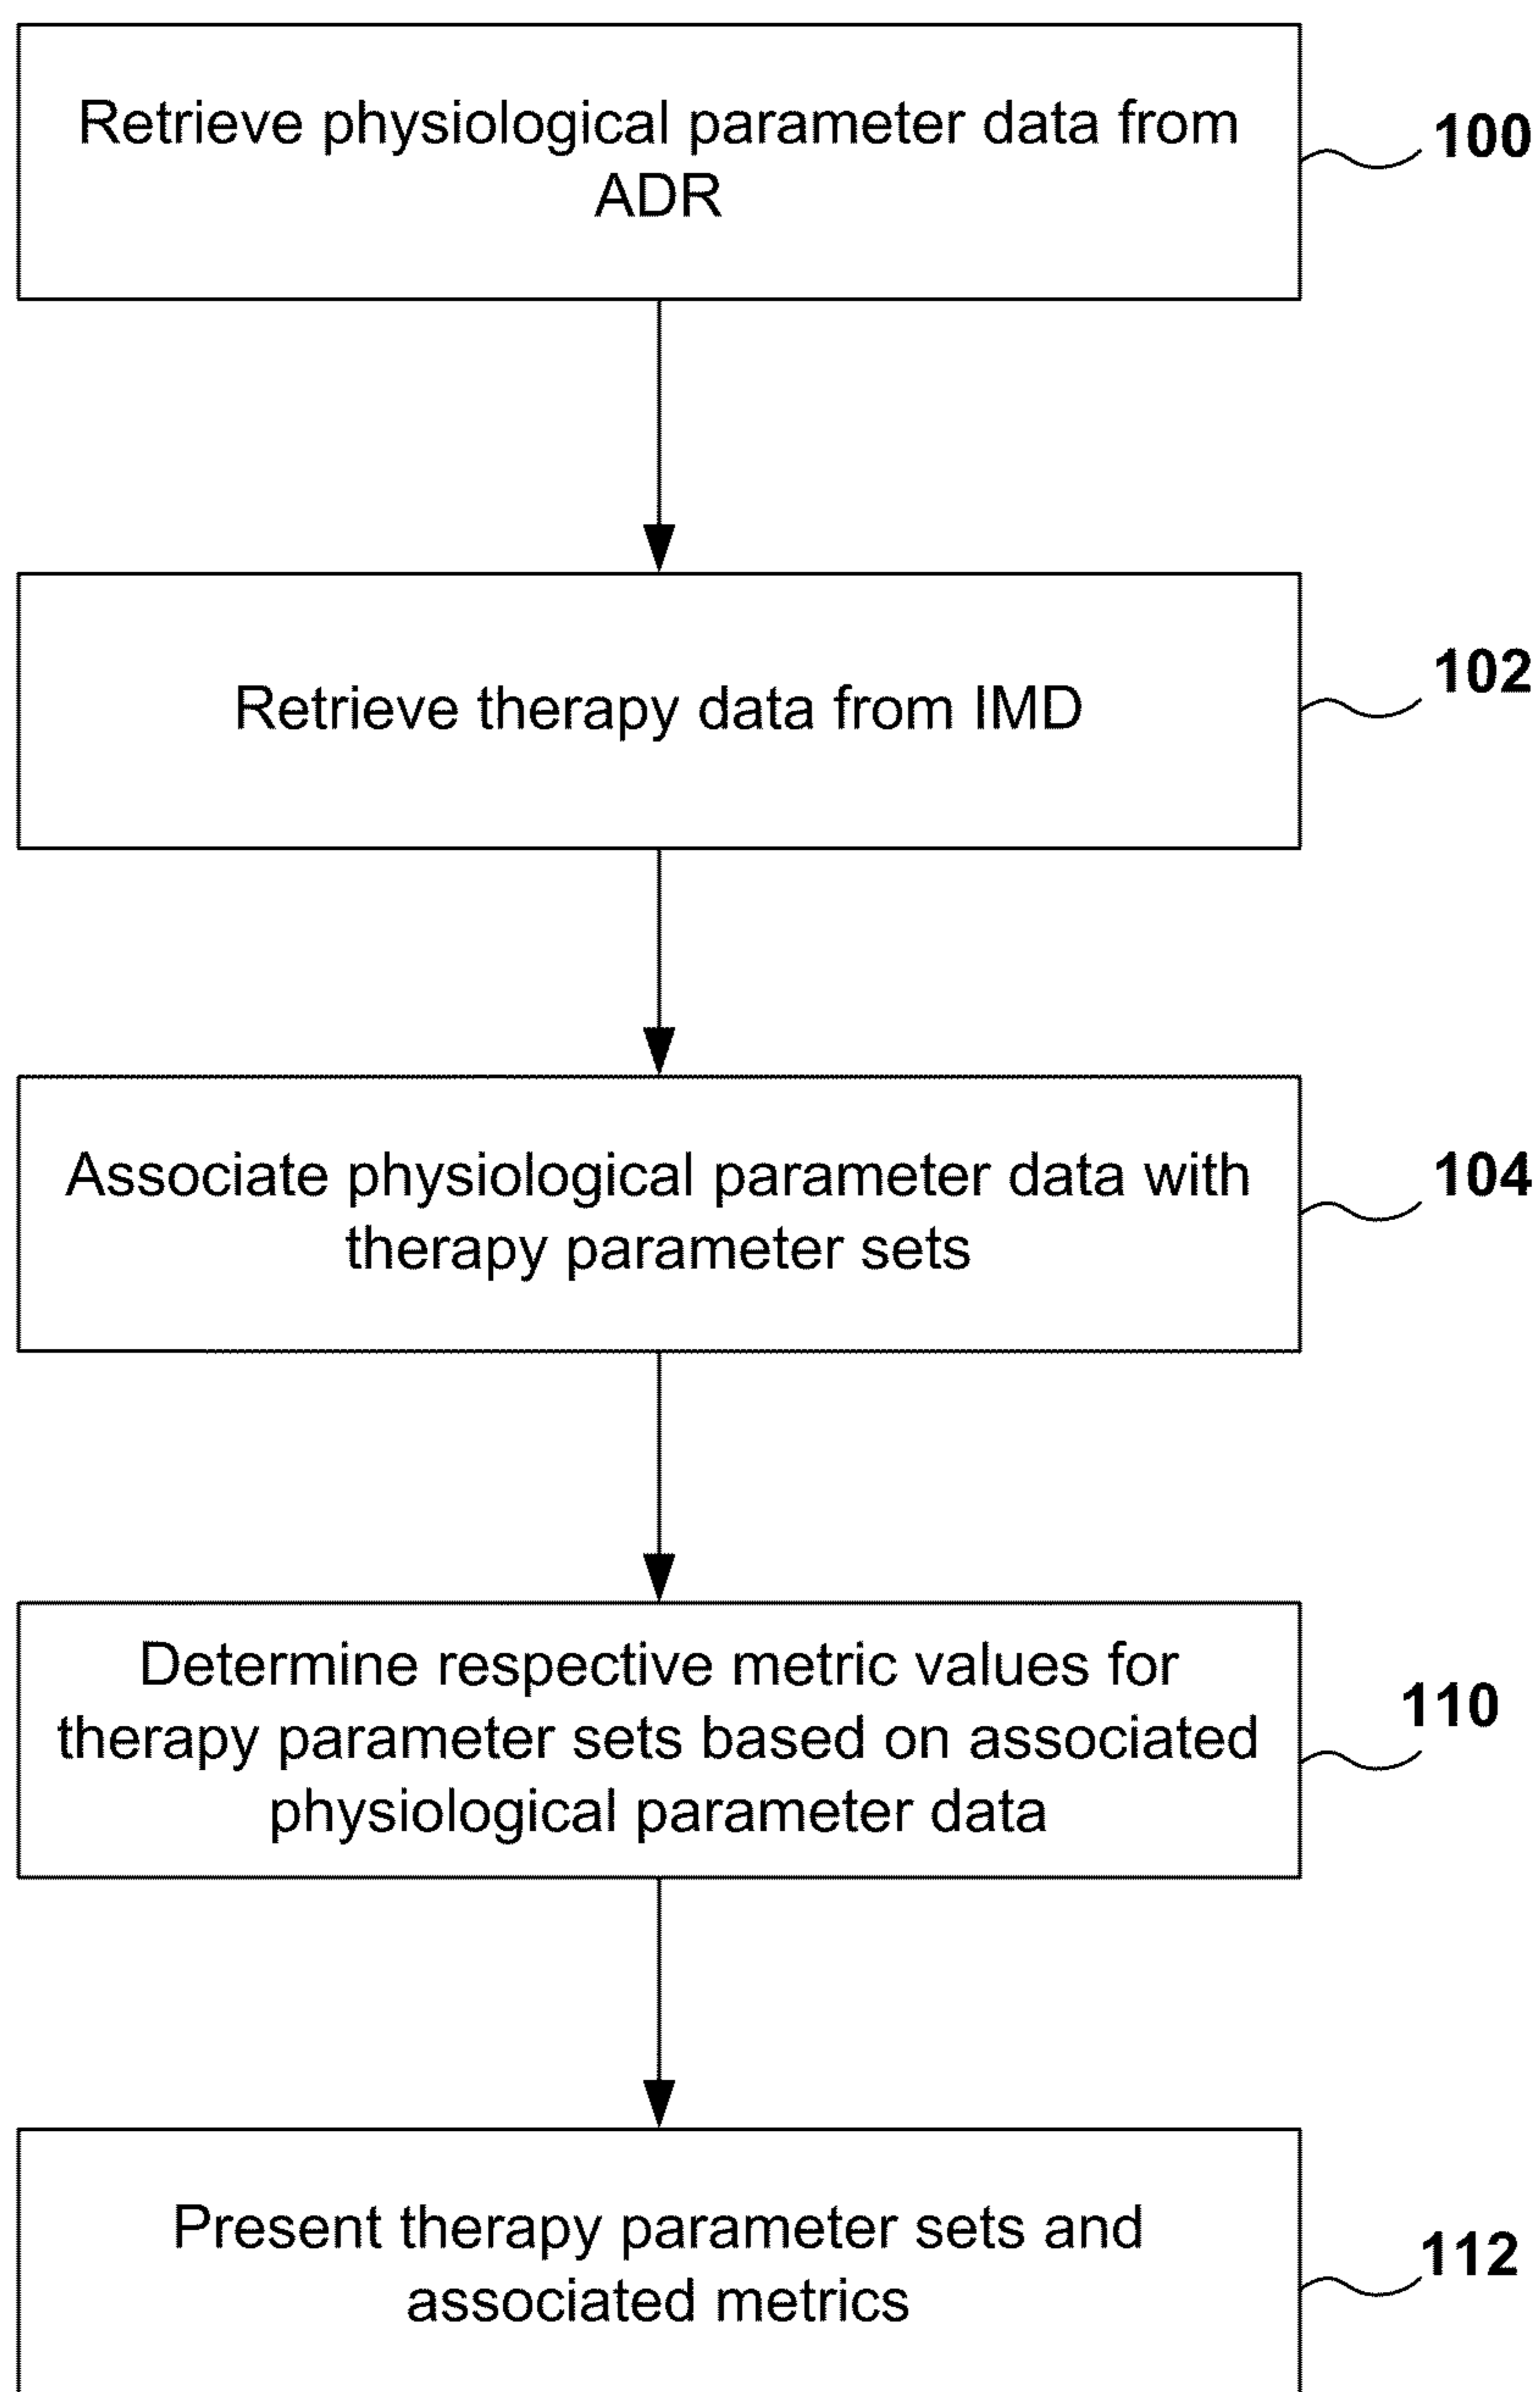 Retrieve physiological parameter data from
ADR
100
Retrieve therapy data from IMD
102
Associate physiological parameter data with
therapy parameter sets
104
Determine respective metric values for
therapy parameter sets based on associated
physiological parameter data
110
Present therapy parameter sets and
associated metrics
112